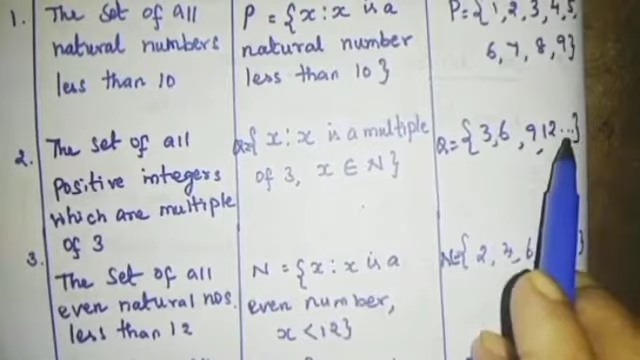 1. The set of all
natural numbers
less than 10
P = {x : x is a
natural number
less than 10}
P = {1, 2, 3, 4, 5,
6, 7, 8, 9}
2. The set of all
positive integers
which are multiple
of 3
Q = {x : x is a multiple
of 3, x ∈ N}
Q = {3, 6, 9, 12 ...}
3.
The set of all
even natural nos.
less than 12
N = {x : x is a
even number,
x < 12}
N = { 2, 4, 6 }